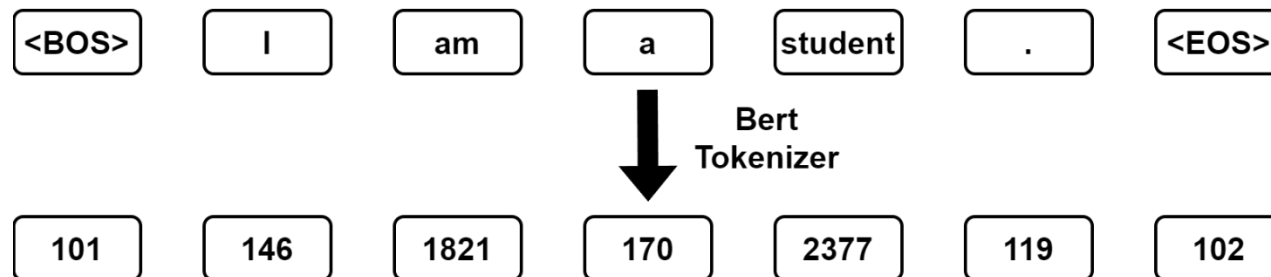 <BOS> I am a student . <EOS>
Bert
Tokenizer
101 146 1821 170 2377 119 102